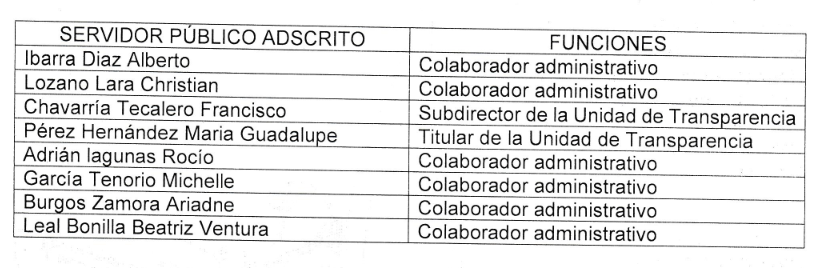 SERVIDOR PÚBLICO ADSCRITO FUNCIONES
Ibarra Diaz Alberto Colaborador administrativo
Lozano Lara Christian Colaborador administrativo
Chavarría Tecalero Francisco Subdirector de la Unidad de Transparencia
Pérez Hernández Maria Guadalupe Titular de la Unidad de Transparencia
Adrián lagunas Rocío Colaborador administrativo
García Tenorio Michelle Colaborador administrativo
Burgos Zamora Ariadne Colaborador administrativo
Leal Bonilla Beatriz Ventura Colaborador administrativo